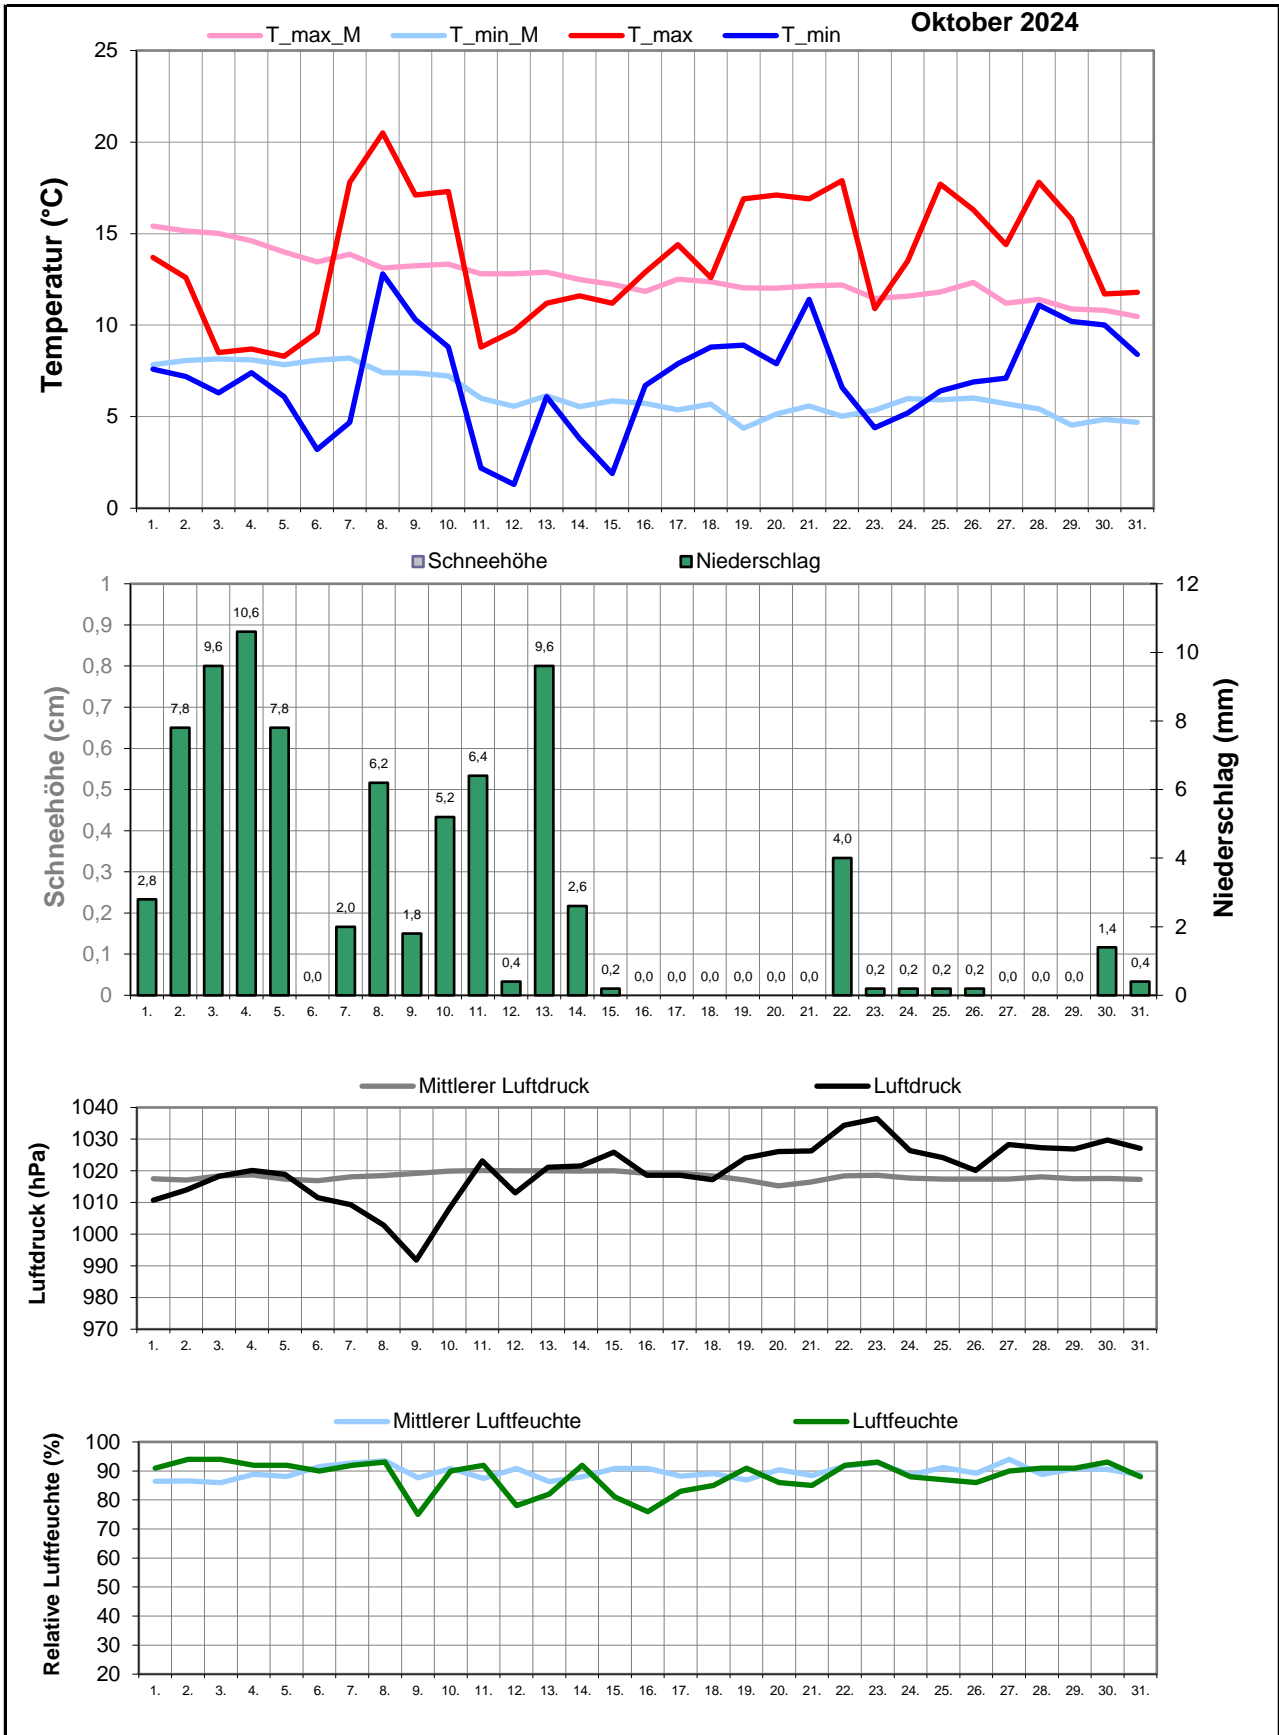 Oktober 2024
T_max_M T_min_M T_max T_min
Temperatur (°C)
25
20
15
10
5
0
1. 2. 3. 4. 5. 6. 7. 8. 9. 10. 11. 12. 13. 14. 15. 16. 17. 18. 19. 20. 21. 22. 23. 24. 25. 26. 27. 28. 29. 30. 31.
Schneehöhe Niederschlag
Schneehöhe (cm)
1
0,9
0,8
0,7
0,6
0,5
0,4
0,3
0,2
0,1
0
2,8 7,8 9,6 10,6 7,8 0,0 2,0 6,2 1,8 5,2 6,4 0,4 9,6 2,6 0,2 0,0 0,0 0,0 0,0 0,0 0,0 4,0 0,2 0,2 0,2 0,2 0,0 0,0 0,0 1,4 0,4
12
10
8
6
4
2
0
Niederschlag (mm)
1. 2. 3. 4. 5. 6. 7. 8. 9. 10. 11. 12. 13. 14. 15. 16. 17. 18. 19. 20. 21. 22. 23. 24. 25. 26. 27. 28. 29. 30. 31.
Mittlerer Luftdruck Luftdruck
Luftdruck (hPa)
1040
1030
1020
1010
1000
990
980
970
1. 2. 3. 4. 5. 6. 7. 8. 9. 10. 11. 12. 13. 14. 15. 16. 17. 18. 19. 20. 21. 22. 23. 24. 25. 26. 27. 28. 29. 30. 31.
Mittlerer Luftfeuchte Luftfeuchte
Relative Luftfeuchte (%)
100
90
80
70
60
50
40
30
20
1. 2. 3. 4. 5. 6. 7. 8. 9. 10. 11. 12. 13. 14. 15. 16. 17. 18. 19. 20. 21. 22. 23. 24. 25. 26. 27. 28. 29. 30. 31.